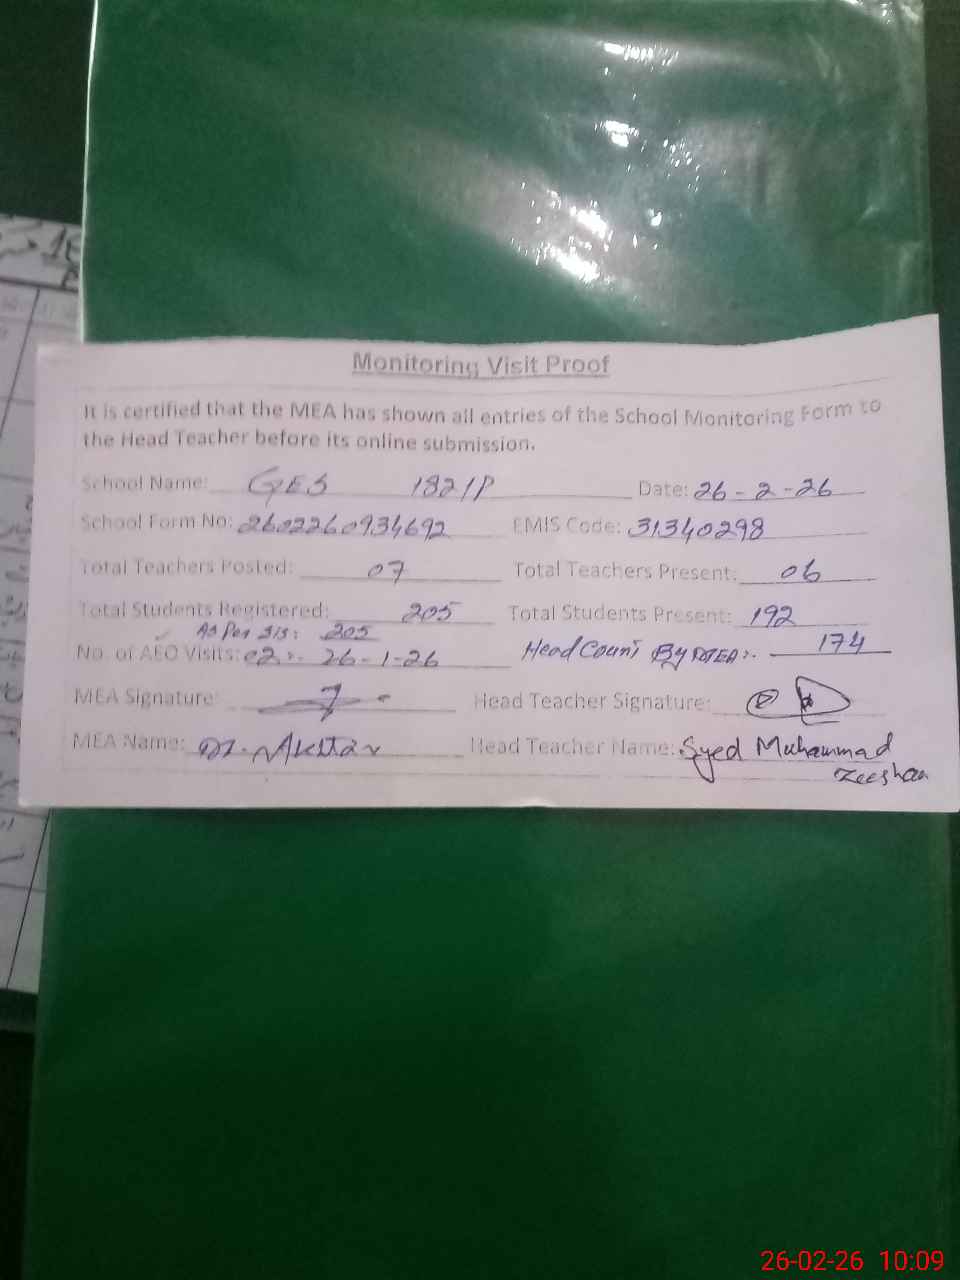 Monitoring Visit Proof
It is certified that the MEA has shown all entries of the School Monitoring Form to
the Head Teacher before its online submission.
School Name: GES 182/P Date: 26-2-26
School Form No: 2602260934692 EMIS Code: 31340298
Total Teachers Posted: 07 Total Teachers Present: 06
Total Students Registered: 205 Total Students Present: 192
As Per SIS: 205
No. of AEO Visits: 02 :- 26-1-26 Head Count By MEA:- 174
MEA Signature: Head Teacher Signature:
MEA Name: Head Teacher Name: Syed Muhammad
Zeeshan
26-02-26 10:09